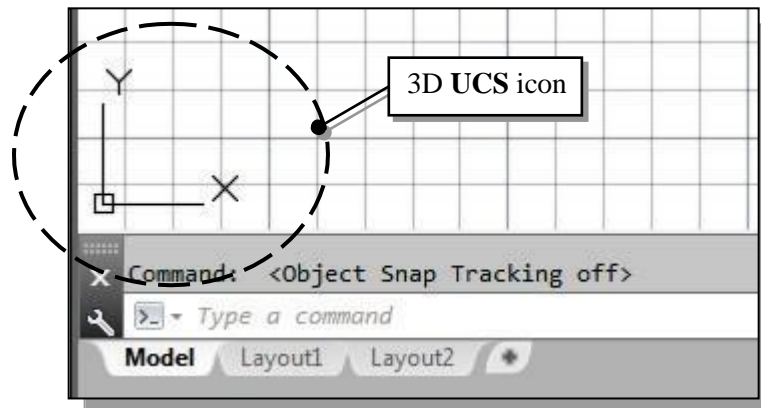 Y
3D UCS icon
X
Command: <Object Snap Tracking off>
Type a command
Model Layout1 Layout2